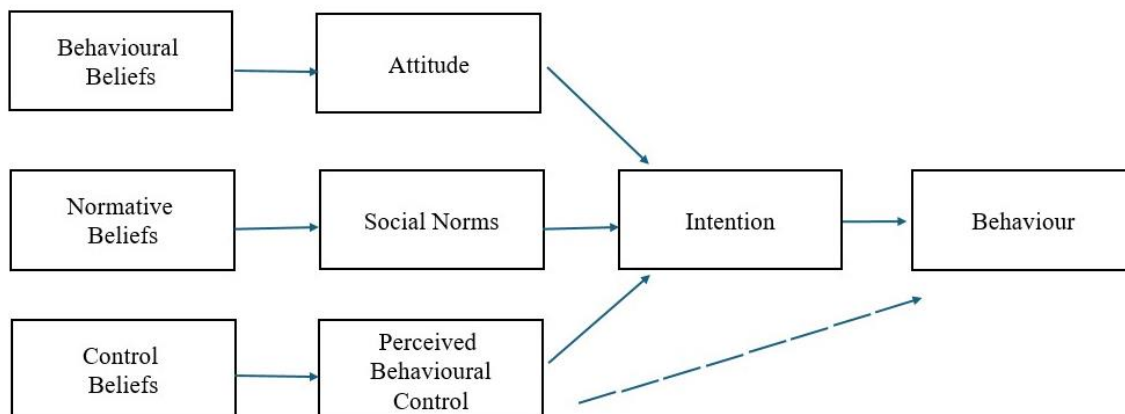 Behavioural
Beliefs
Attitude
Normative
Beliefs
Social Norms
Intention
Behaviour
Control
Beliefs
Perceived
Behavioural
Control